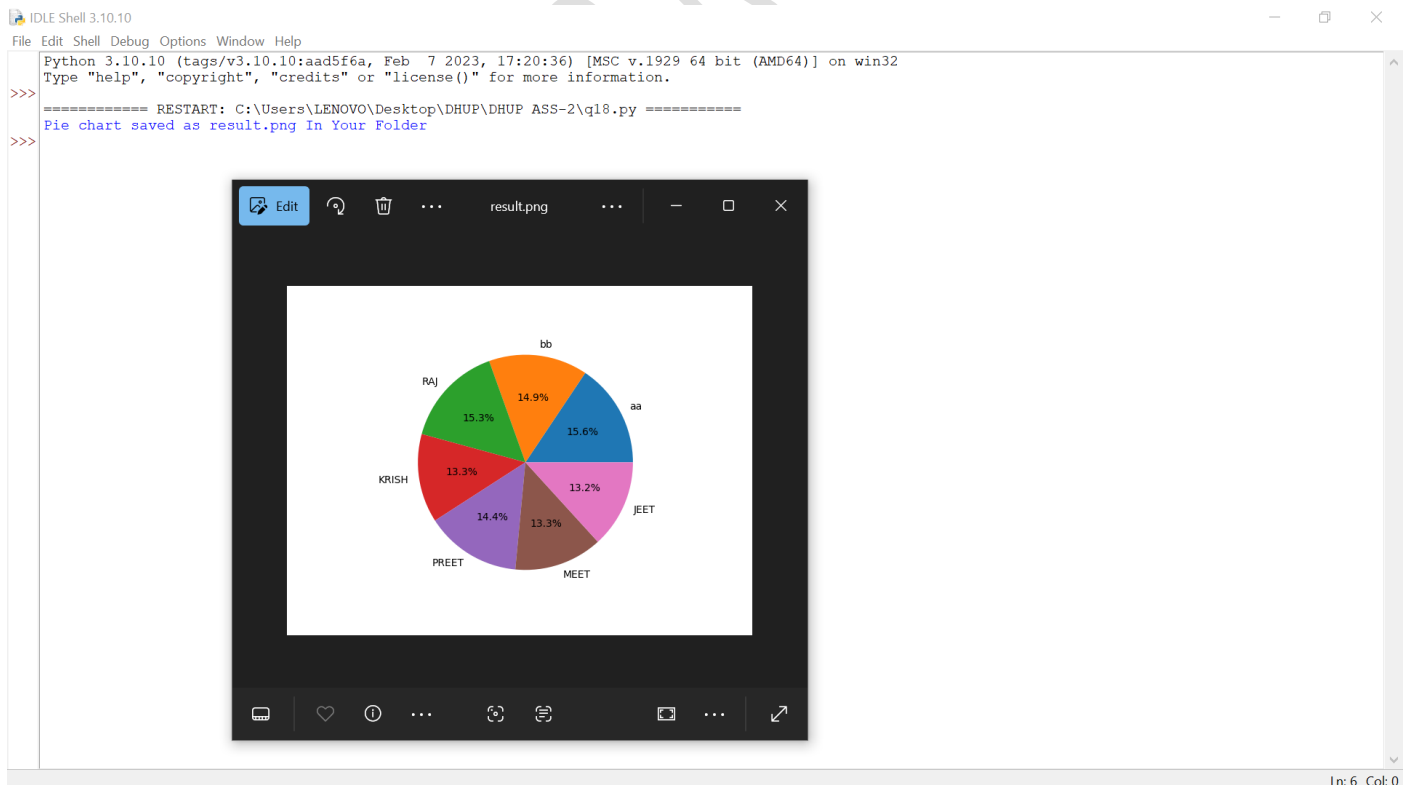 IDLE Shell 3.10.10
File Edit Shell Debug Options Window Help
Python 3.10.10 (tags/v3.10.10:aad5f6a, Feb  7 2023, 17:20:36) [MSC v.1929 64 bit (AMD64)] on win32
Type "help", "copyright", "credits" or "license()" for more information.
>>>
============ RESTART: C:\Users\LENOVO\Desktop\DHUP\DHUP ASS-2\q18.py ===========
Pie chart saved as result.png In Your Folder
>>>
Edit
result.png
bb
RAJ
14.9%
aa
15.3%
15.6%
13.3%
KRISH
13.2%
14.4%
13.3%
JEET
PREET
MEET
Ln: 6 Col: 0